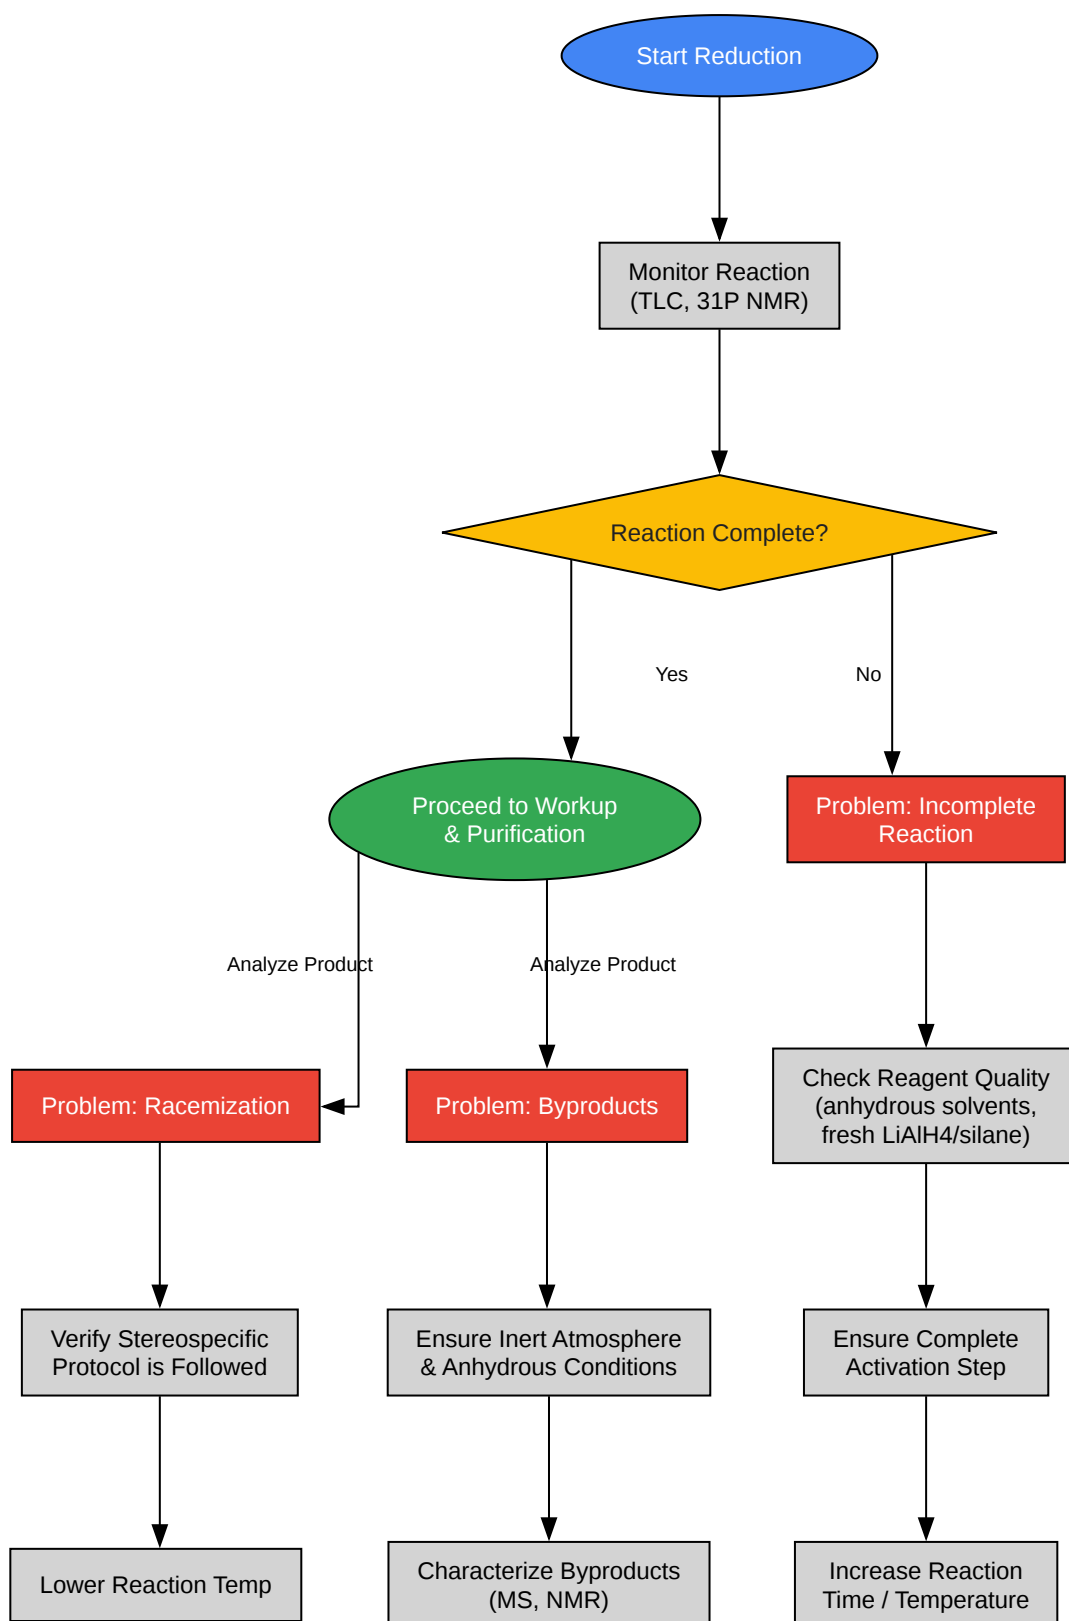 Start Reduction
Monitor Reaction
(TLC, 31P NMR)
Reaction Complete?
Yes
No
Proceed to Workup
& Purification
Problem: Incomplete
Reaction
Analyze Product
Analyze Product
Problem: Racemization
Problem: Byproducts
Check Reagent Quality
(anhydrous solvents,
fresh LiAlH4/silane)
Verify Stereospecific
Protocol is Followed
Ensure Inert Atmosphere
& Anhydrous Conditions
Ensure Complete
Activation Step
Lower Reaction Temp
Characterize Byproducts
(MS, NMR)
Increase Reaction
Time / Temperature